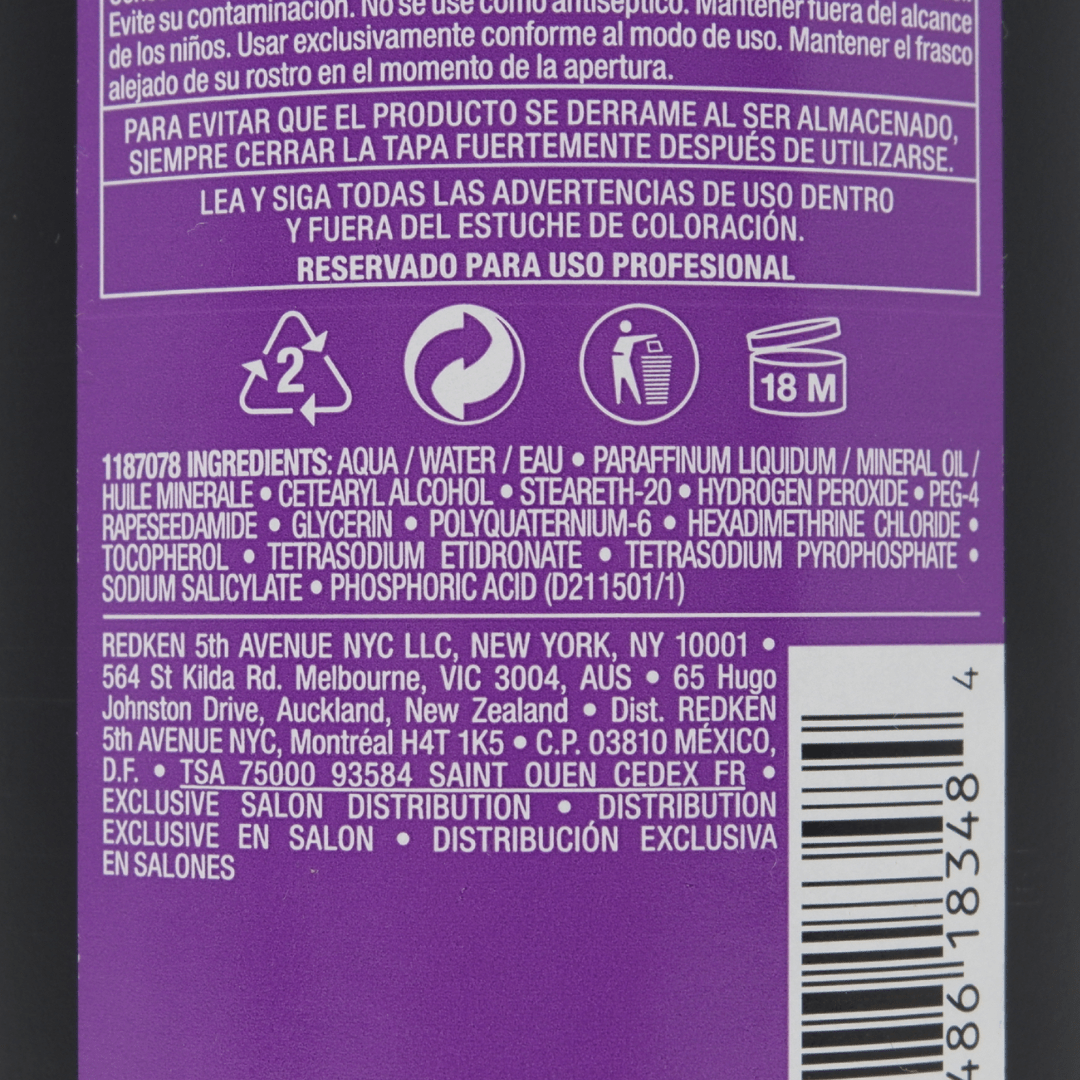 Evite su contaminación. No se use como antiséptico. Mantener fuera del alcance
de los niños. Usar exclusivamente conforme al modo de uso. Mantener el frasco
alejado de su rostro en el momento de la apertura.
PARA EVITAR QUE EL PRODUCTO SE DERRAME AL SER ALMACENADO,
SIEMPRE CERRAR LA TAPA FUERTEMENTE DESPUÉS DE UTILIZARSE.
LEA Y SIGA TODAS LAS ADVERTENCIAS DE USO DENTRO
Y FUERA DEL ESTUCHE DE COLORACIÓN.
RESERVADO PARA USO PROFESIONAL
2
18 M
1187078 INGREDIENTS: AQUA / WATER / EAU • PARAFFINUM LIQUIDUM / MINERAL OIL /
HUILE MINERALE • CETEARYL ALCOHOL • STEARETH-20 • HYDROGEN PEROXIDE • PEG-4
RAPESEEDAMIDE • GLYCERIN • POLYQUATERNIUM-6 • HEXADIMETHRINE CHLORIDE •
TOCOPHEROL • TETRASODIUM ETIDRONATE • TETRASODIUM PYROPHOSPHATE •
SODIUM SALICYLATE • PHOSPHORIC ACID (D211501/1)
REDKEN 5th AVENUE NYC LLC, NEW YORK, NY 10001 •
564 St Kilda Rd. Melbourne, VIC 3004, AUS • 65 Hugo
Johnston Drive, Auckland, New Zealand • Dist. REDKEN
5th AVENUE NYC, Montréal H4T 1K5 • C.P. 03810 MÉXICO,
D.F. • TSA 75000 93584 SAINT OUEN CEDEX FR •
EXCLUSIVE SALON DISTRIBUTION • DISTRIBUTION
EXCLUSIVE EN SALON • DISTRIBUCIÓN EXCLUSIVA
EN SALONES
486 18348 4